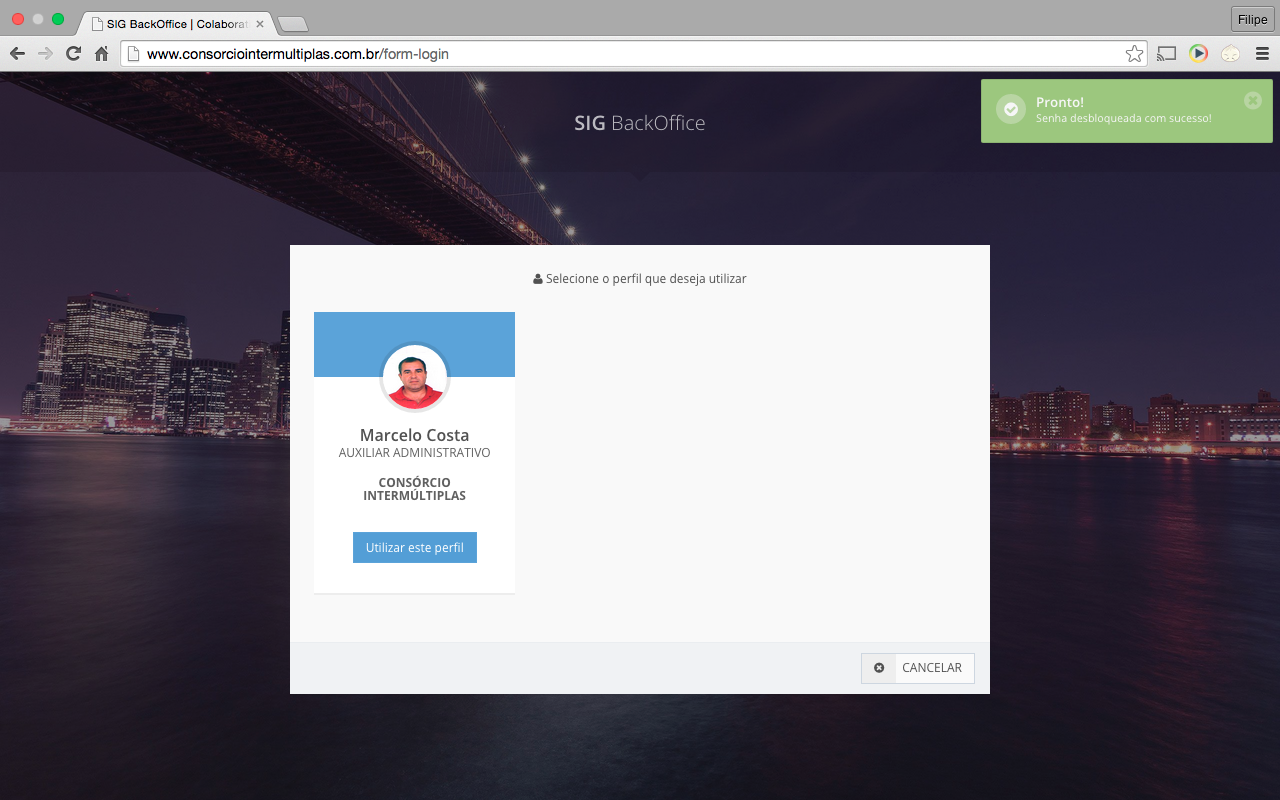 SIG BackOffice | Colaborat
Filipe
www.consorciointermultiplas.com.br/form-login
SIG BackOffice
Pronto!
Senha desbloqueada com sucesso!
Selecione o perfil que deseja utilizar
Marcelo Costa
AUXILIAR ADMINISTRATIVO
CONSÓRCIO
INTERMÚLTIPLAS
Utilizar este perfil
CANCELAR